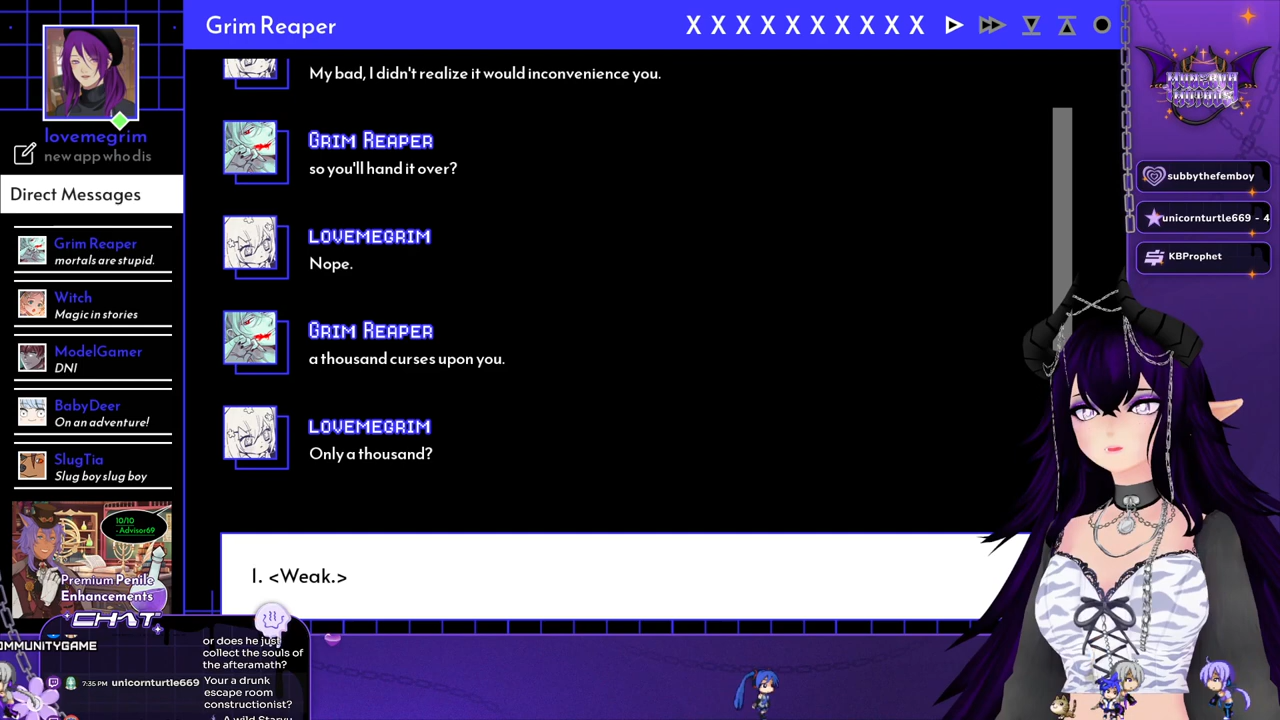 Grim Reaper
X X X X X X X X X X
lovemegrim
new app who dis
Direct Messages
Grim Reaper
mortals are stupid.
Witch
Magic in stories
ModelGamer
DNI
BabyDeer
On an adventure!
SlugTia
Slug boy slug boy
10/10
- Advisor69
Premium Penile
Enhancements
My bad, I didn't realize it would inconvenience you.
Grim Reaper
so you'll hand it over?
LOVEMEGRIM
Nope.
Grim Reaper
a thousand curses upon you.
LOVEMEGRIM
Only a thousand?
1. <Weak.>
CHAT
OMMUNITYGAME
or does he just
collect the souls of
the afteramath?
7:35 PM unicornturtle669
Your a drunk
escape room
constructionist?
subbythefemboy
unicornturtle669 - 4
KBProphet